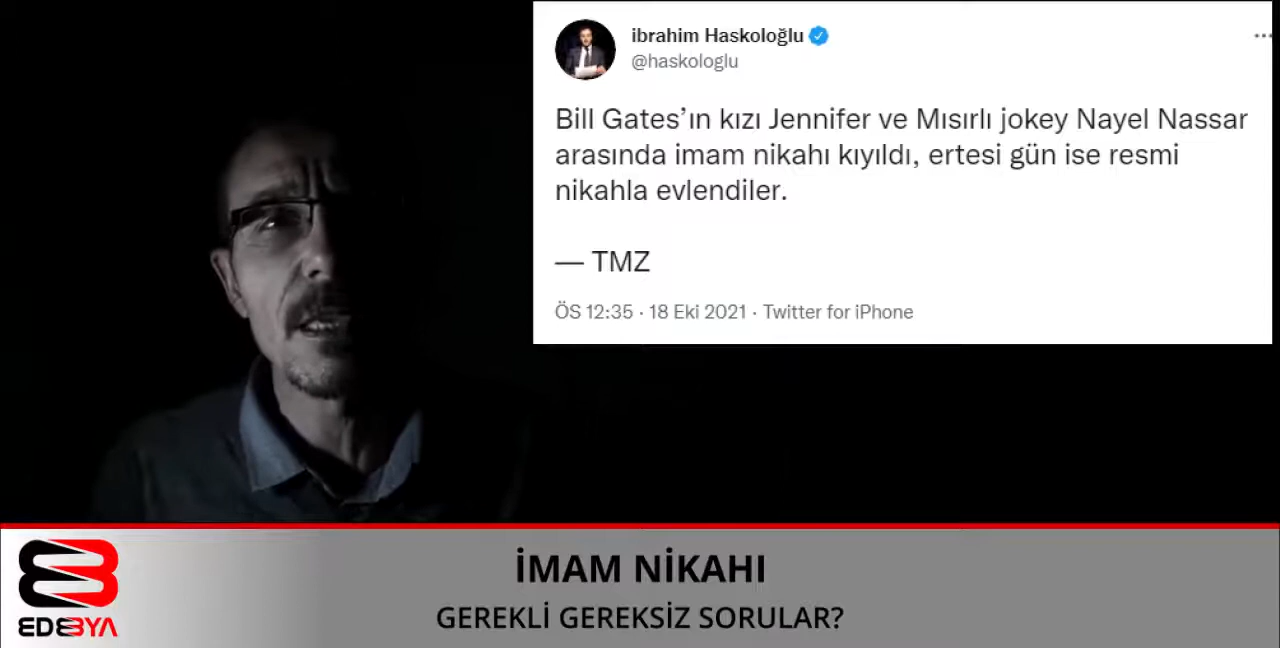 ibrahim Haskoloğlu
@haskologlu
Bill Gates’ın kızı Jennifer ve Mısırlı jokey Nayel Nassar
arasında imam nikahı kıyıldı, ertesi gün ise resmi
nikahla evlendiler.
— TMZ
ÖS 12:35 · 18 Eki 2021 · Twitter for iPhone
İMAM NİKAHI
GEREKLİ GEREKSİZ SORULAR?
EDEBYA